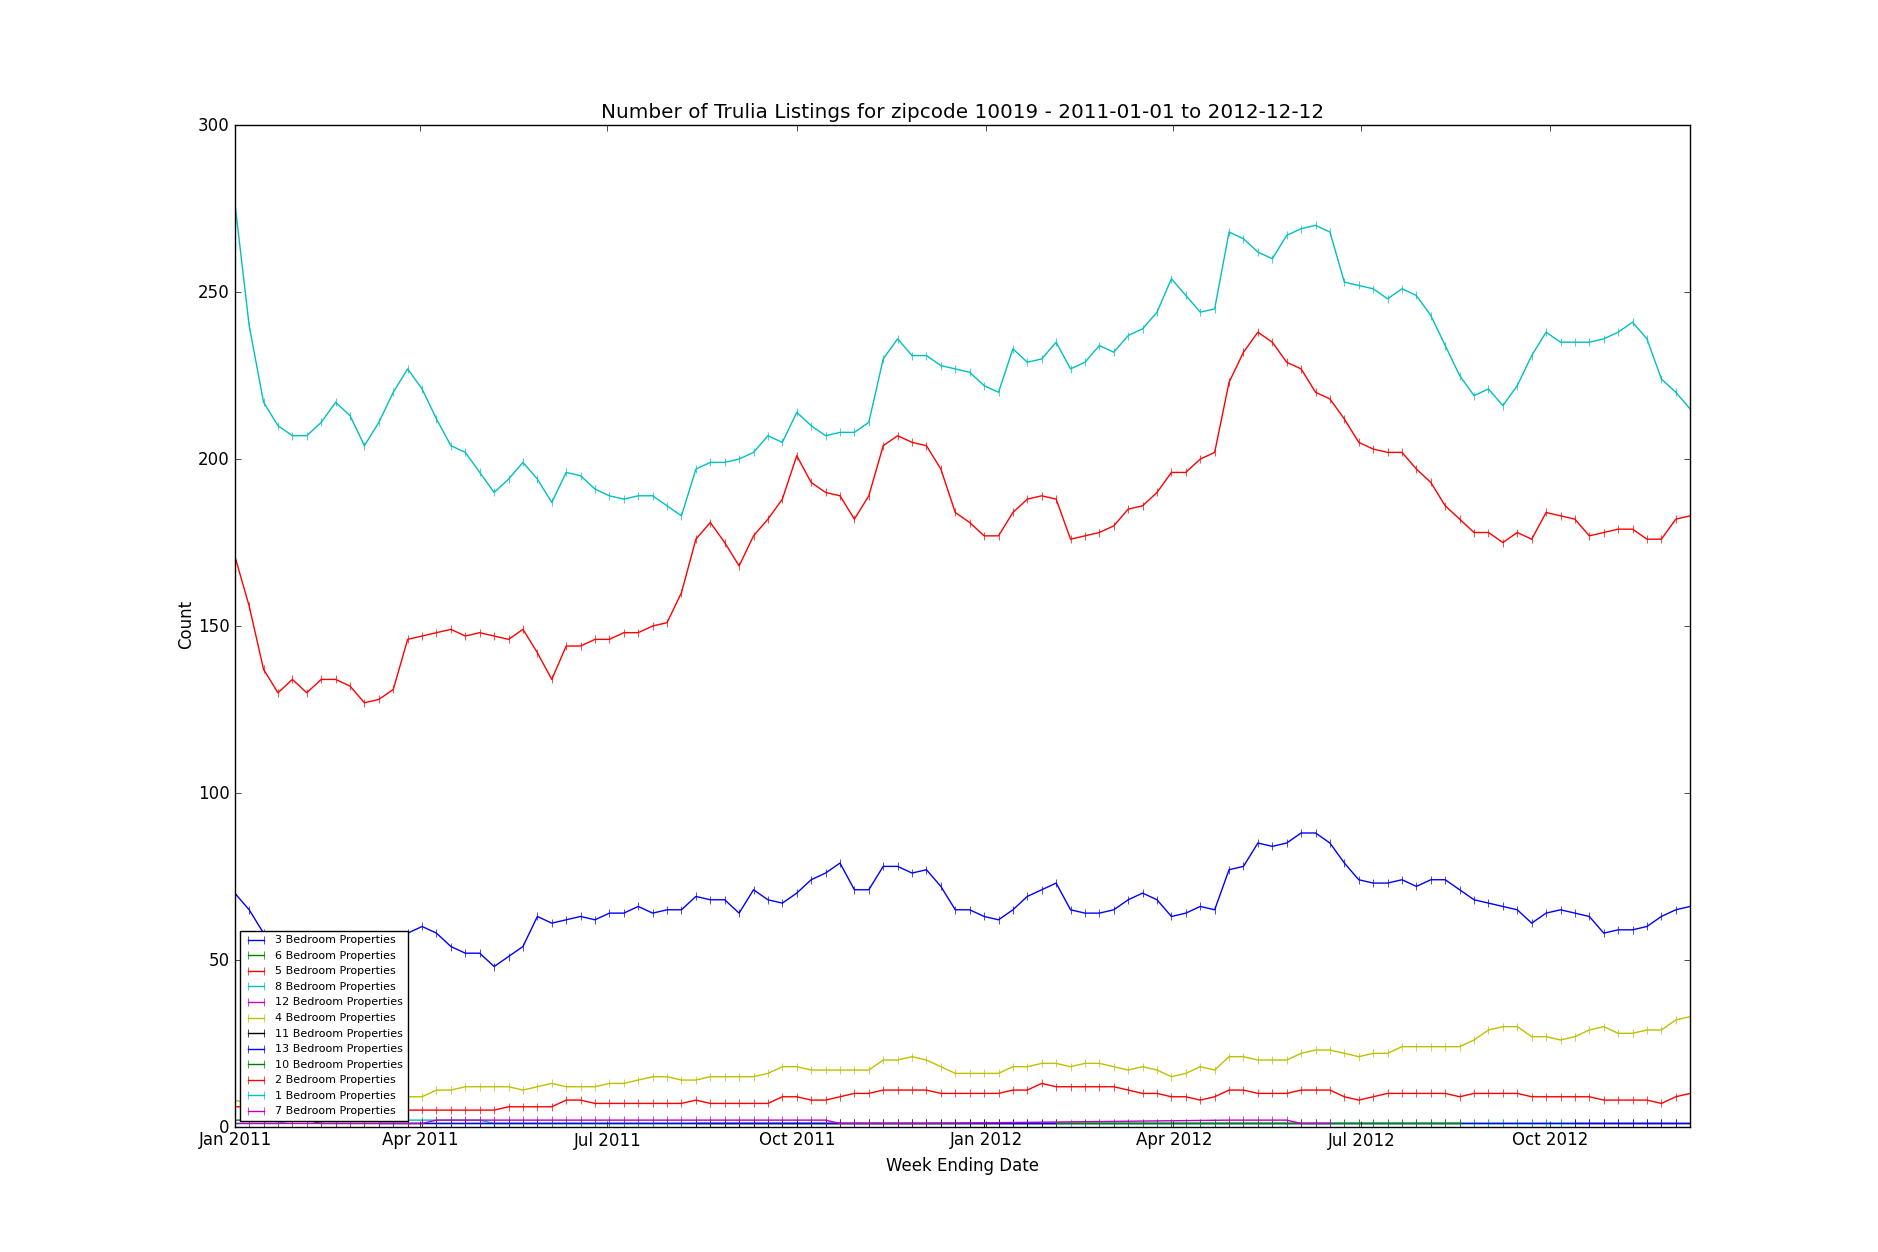 Number of Trulia Listings for zipcode 10019 - 2011-01-01 to 2012-12-12
300
250
200
150
100
50
0
Count
3 Bedroom Properties
6 Bedroom Properties
5 Bedroom Properties
8 Bedroom Properties
12 Bedroom Properties
4 Bedroom Properties
11 Bedroom Properties
13 Bedroom Properties
10 Bedroom Properties
2 Bedroom Properties
1 Bedroom Properties
7 Bedroom Properties
Jan 2011 Apr 2011 Jul 2011 Oct 2011 Jan 2012 Apr 2012 Jul 2012 Oct 2012
Week Ending Date